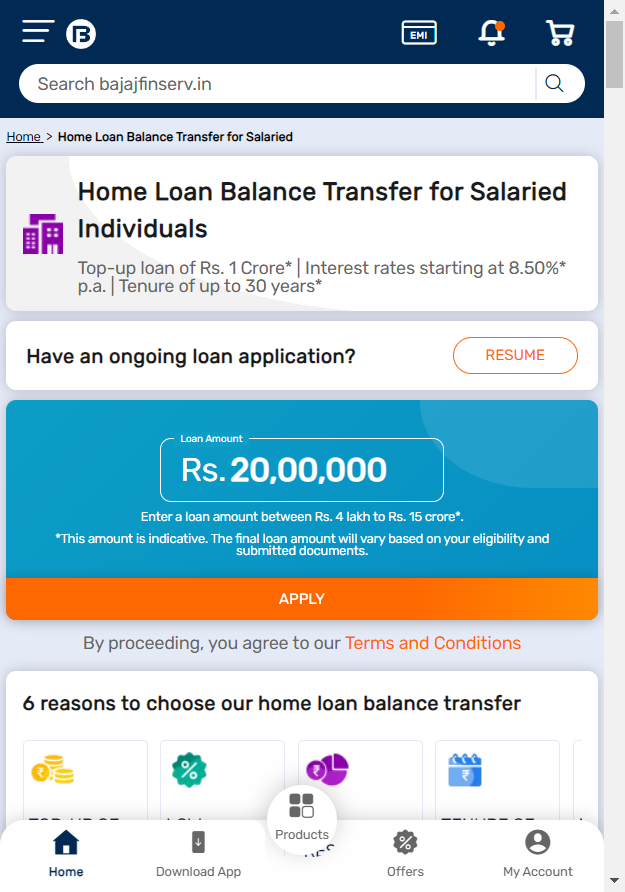 EMI
Search bajajfinserv.in
Home > Home Loan Balance Transfer for Salaried
Home Loan Balance Transfer for Salaried
Individuals
Top-up loan of Rs. 1 Crore* | Interest rates starting at 8.50%*
p.a. | Tenure of up to 30 years*
Have an ongoing loan application?
RESUME
Loan Amount
Rs. 20,00,000
Enter a loan amount between Rs. 4 lakh to Rs. 15 crore*.
*This amount is indicative. The final loan amount will vary based on your eligibility and
submitted documents.
APPLY
By proceeding, you agree to our Terms and Conditions
6 reasons to choose our home loan balance transfer
Products
Home
Download App
Offers
My Account